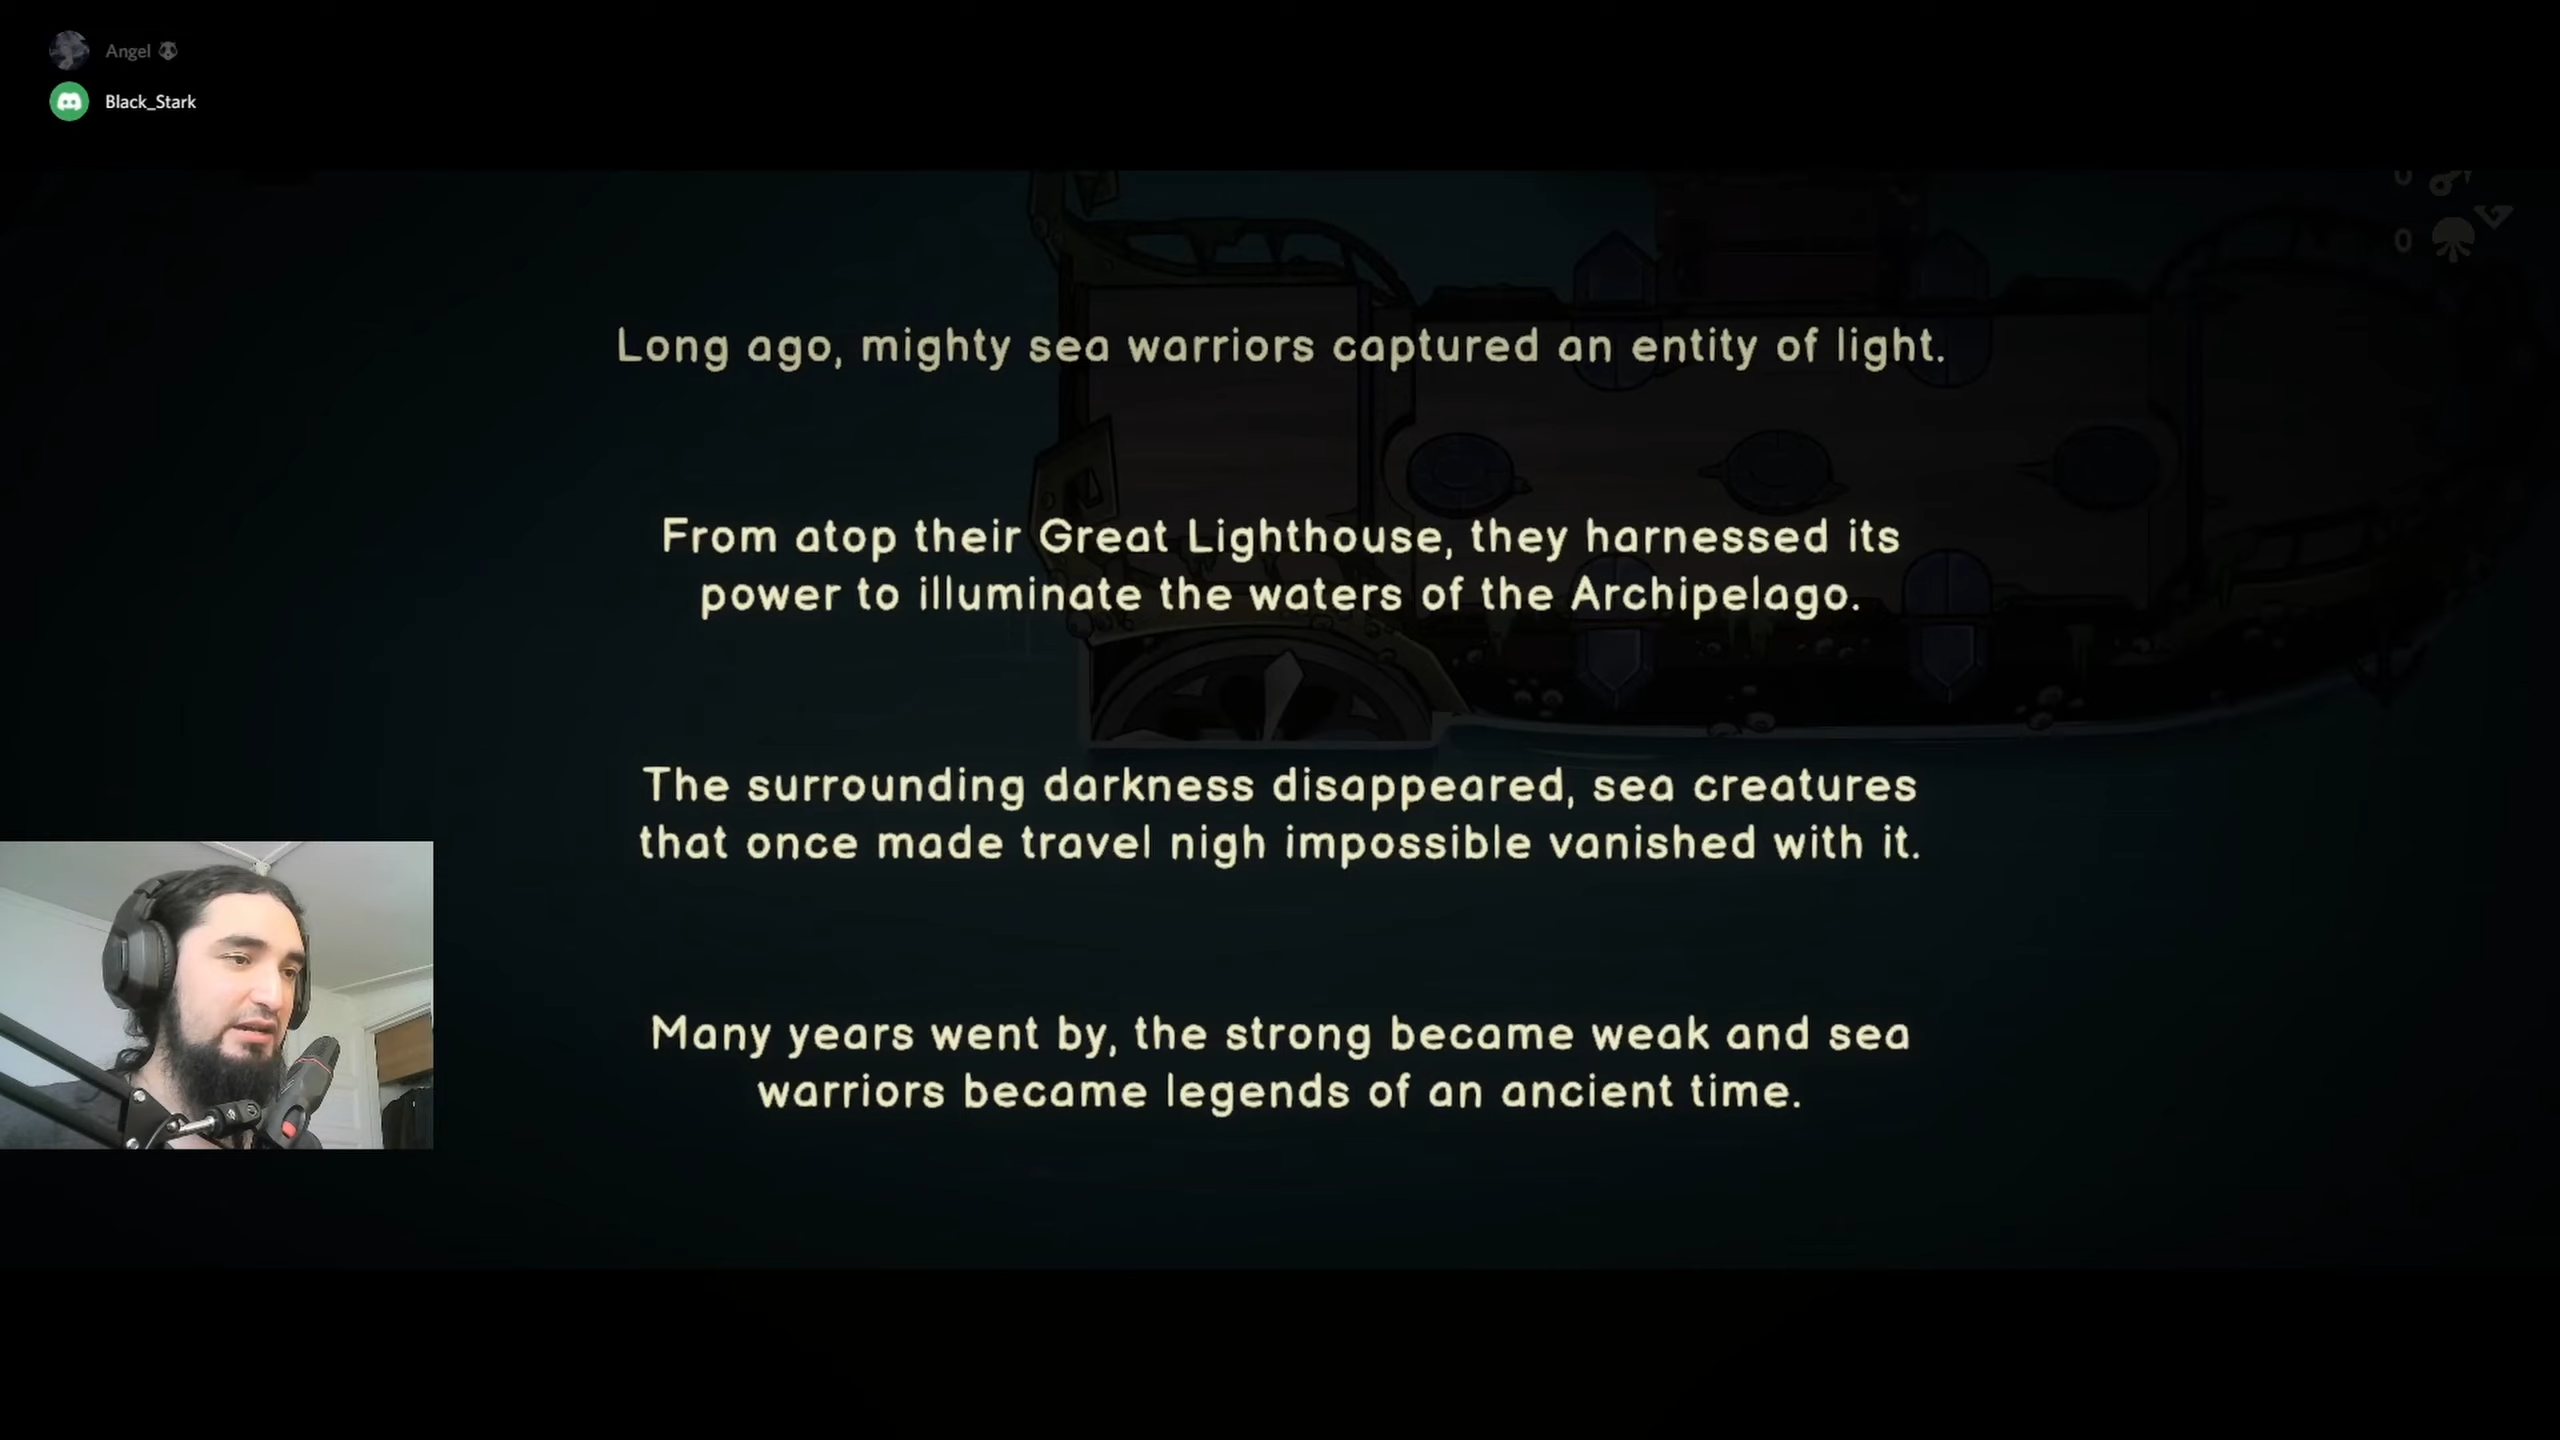 Angel
Black_Stark
0
0
Long ago, mighty sea warriors captured an entity of light.
From atop their Great Lighthouse, they harnessed its
power to illuminate the waters of the Archipelago.
The surrounding darkness disappeared, sea creatures
that once made travel nigh impossible vanished with it.
Many years went by, the strong became weak and sea
warriors became legends of an ancient time.